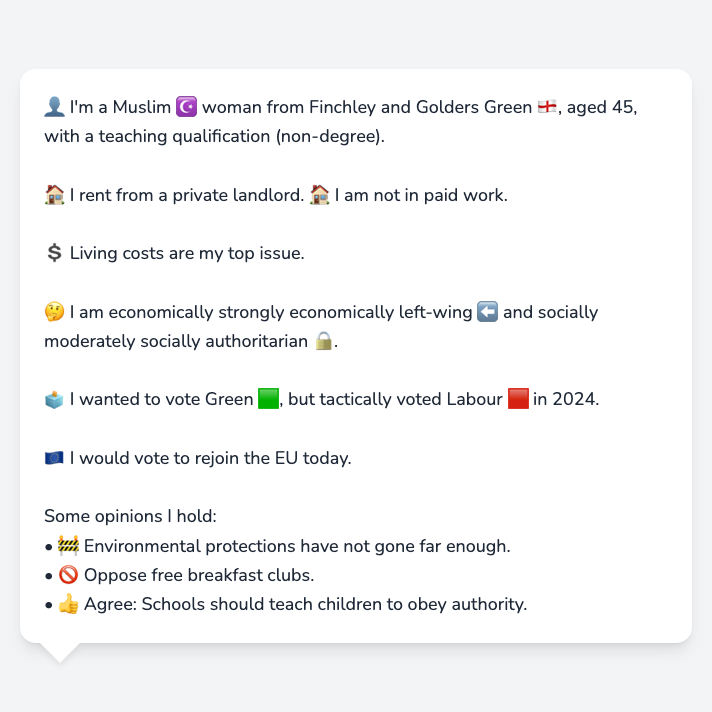 👤 I'm a Muslim ☪️ woman from Finchley and Golders Green 🏴󠁧󠁢󠁥󠁮󠁧󠁿, aged 45,
with a teaching qualification (non-degree).
🏠 I rent from a private landlord. 🏠 I am not in paid work.
💲 Living costs are my top issue.
🤔 I am economically strongly economically left-wing ⬅️ and socially
moderately socially authoritarian 🔒.
🗳️ I wanted to vote Green 🟩, but tactically voted Labour 🟥 in 2024.
🇪🇺 I would vote to rejoin the EU today.
Some opinions I hold:
• 🚧 Environmental protections have not gone far enough.
• 🚫 Oppose free breakfast clubs.
• 👍 Agree: Schools should teach children to obey authority.